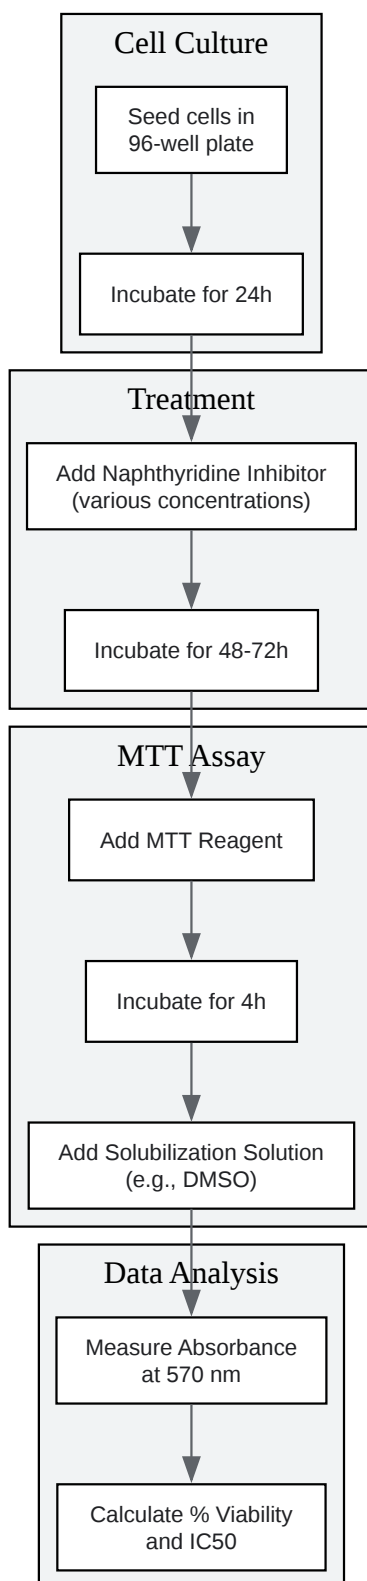 Cell Culture
Seed cells in
96-well plate
Incubate for 24h
Treatment
Add Naphthyridine Inhibitor
(various concentrations)
Incubate for 48-72h
MTT Assay
Add MTT Reagent
Incubate for 4h
Add Solubilization Solution
(e.g., DMSO)
Data Analysis
Measure Absorbance
at 570 nm
Calculate % Viability
and IC50